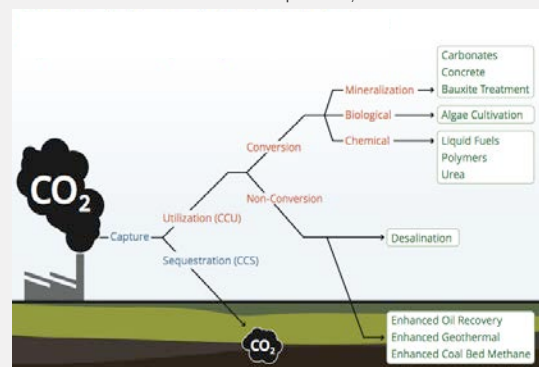 Carbonates
Concrete
Bauxite Treatment
Mineralization
Biological
Algae Cultivation
Chemical
Liquid Fuels
Polymers
Urea
Conversion
CO2
Non-Conversion
Utilization (CCU)
Capture
Desalination
Sequestration (CCS)
Enhanced Oil Recovery
Enhanced Geothermal
Enhanced Coal Bed Methane
CO2